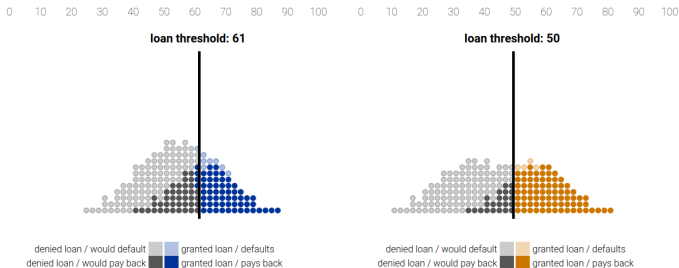 0 10 20 30 40 50 60 70 80 90 100
0 10 20 30 40 50 60 70 80 90 100
loan threshold: 61
loan threshold: 50
denied loan / would default granted loan / defaults
denied loan / would pay back granted loan / pays back
denied loan / would default granted loan / defaults
denied loan / would pay back granted loan / pays back